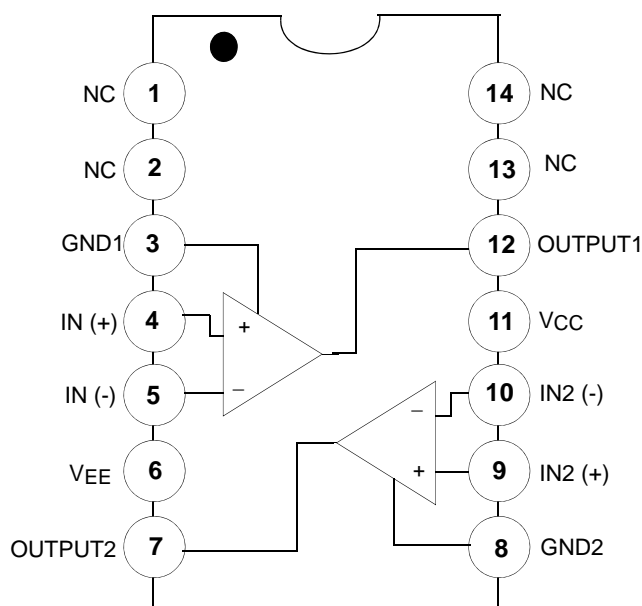 NC 1
14 NC
NC 2
13 NC
GND1 3
12 OUTPUT1
IN (+) 4
+
11 VCC
IN (-) 5
−
10 IN2 (-)
−
VEE 6
+
9 IN2 (+)
OUTPUT2 7
8 GND2